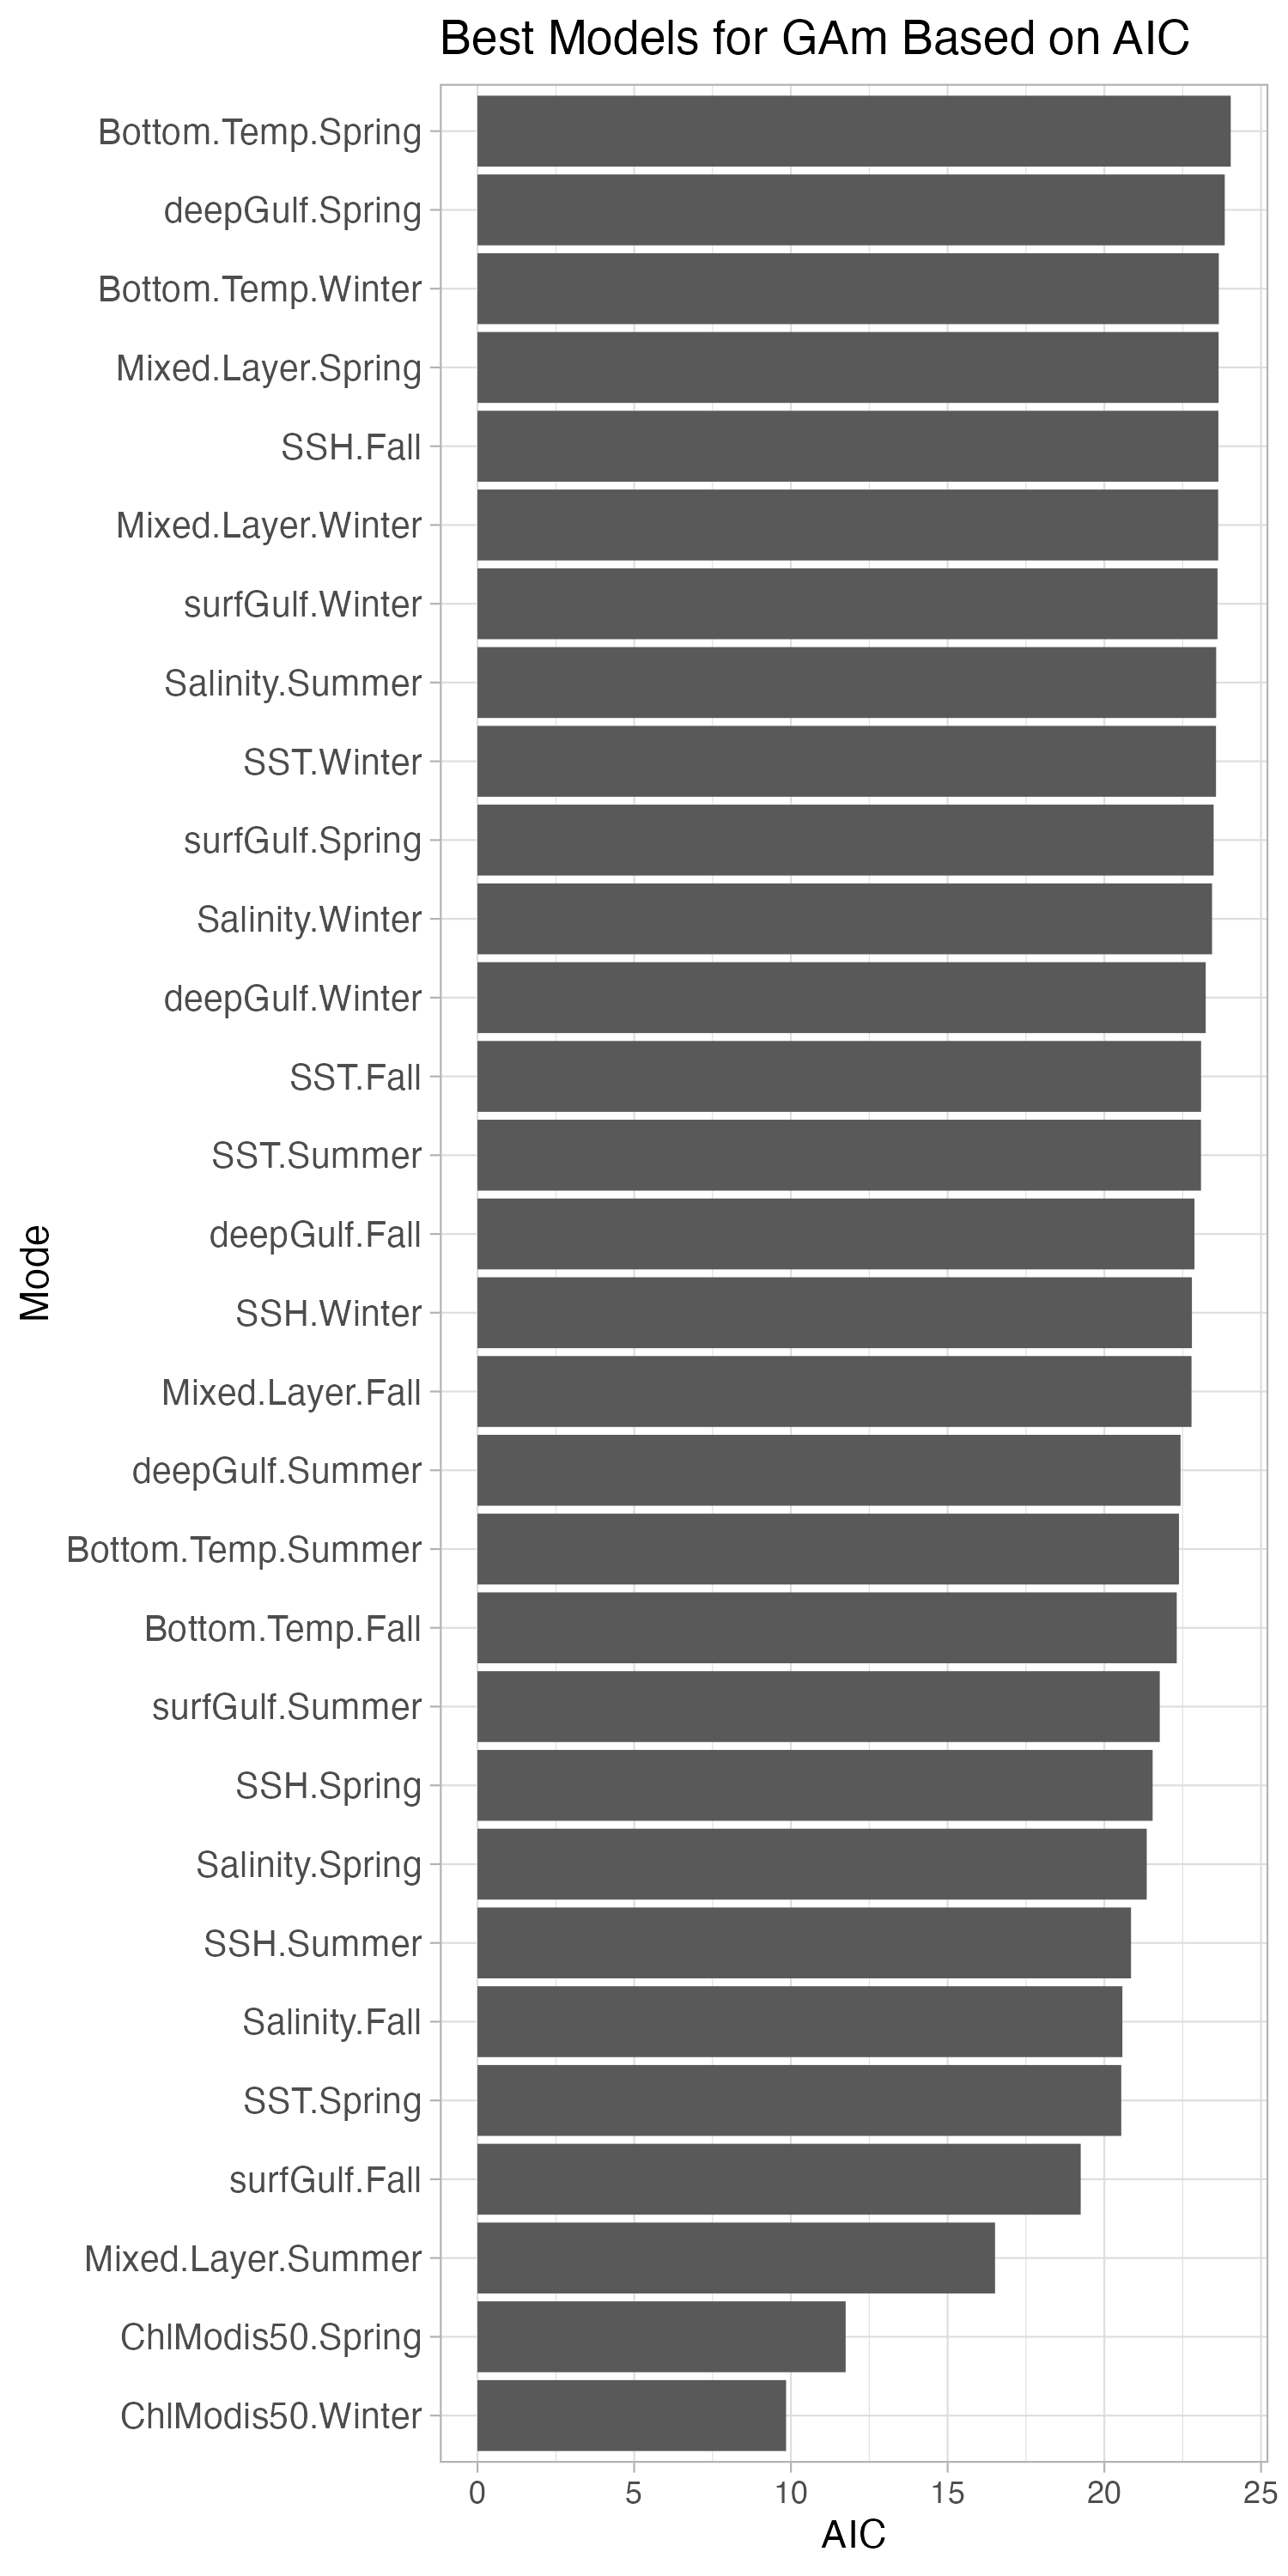 Best Models for GAm Based on AIC
Bottom.Temp.Spring
deepGulf.Spring
Bottom.Temp.Winter
Mixed.Layer.Spring
SSH.Fall
Mixed.Layer.Winter
surfGulf.Winter
Salinity.Summer
SST.Winter
surfGulf.Spring
Salinity.Winter
deepGulf.Winter
SST.Fall
SST.Summer
deepGulf.Fall
SSH.Winter
Mixed.Layer.Fall
deepGulf.Summer
Bottom.Temp.Summer
Bottom.Temp.Fall
surfGulf.Summer
SSH.Spring
Salinity.Spring
SSH.Summer
Salinity.Fall
SST.Spring
surfGulf.Fall
Mixed.Layer.Summer
ChlModis50.Spring
ChlModis50.Winter
Mode
0 5 10 15 20 25
AIC